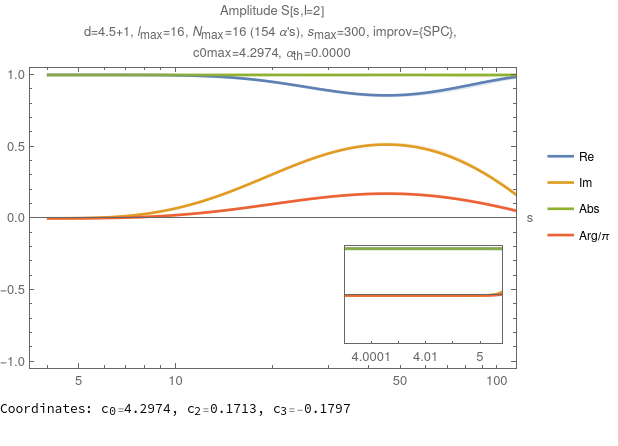 Amplitude S[s,l=2]
d=4.5+1, lmax=16, Nmax=16 (154 α's), smax=300, improv={SPC},
c0max=4.2974, αth=0.0000
1.0
0.5
0.0
−0.5
−1.0
5
10
50
100
s
Re
Im
Abs
Arg/π
4.0001
4.01
5
Coordinates: c0=4.2974, c2=0.1713, c3=−0.1797